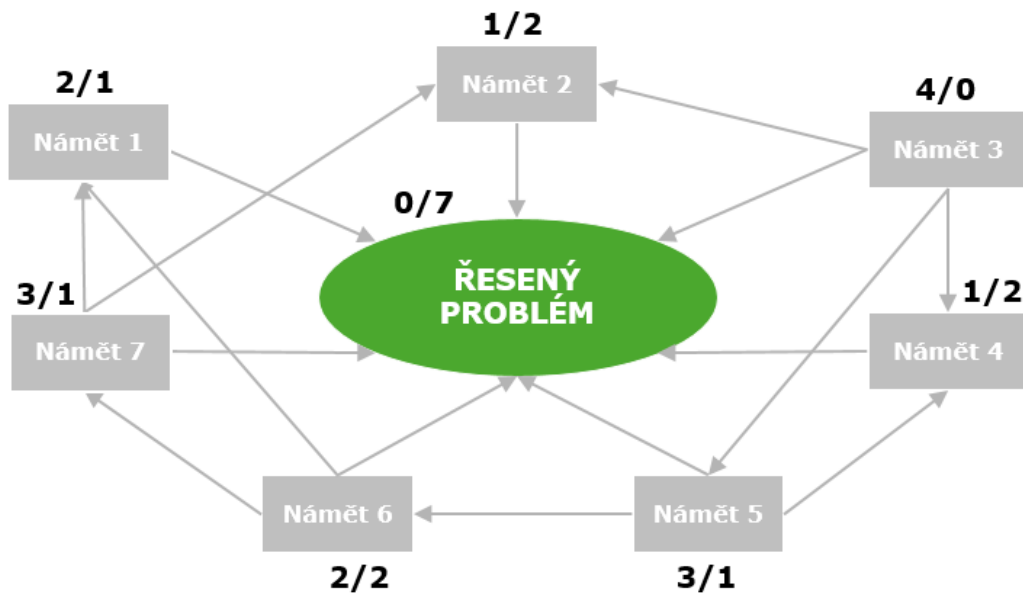 1/2
Námět 2
2/1
Námět 1
4/0
Námět 3
0/7
ŘESENÝ
PROBLÉM
3/1
Námět 7
1/2
Námět 4
Námět 6
2/2
Námět 5
3/1